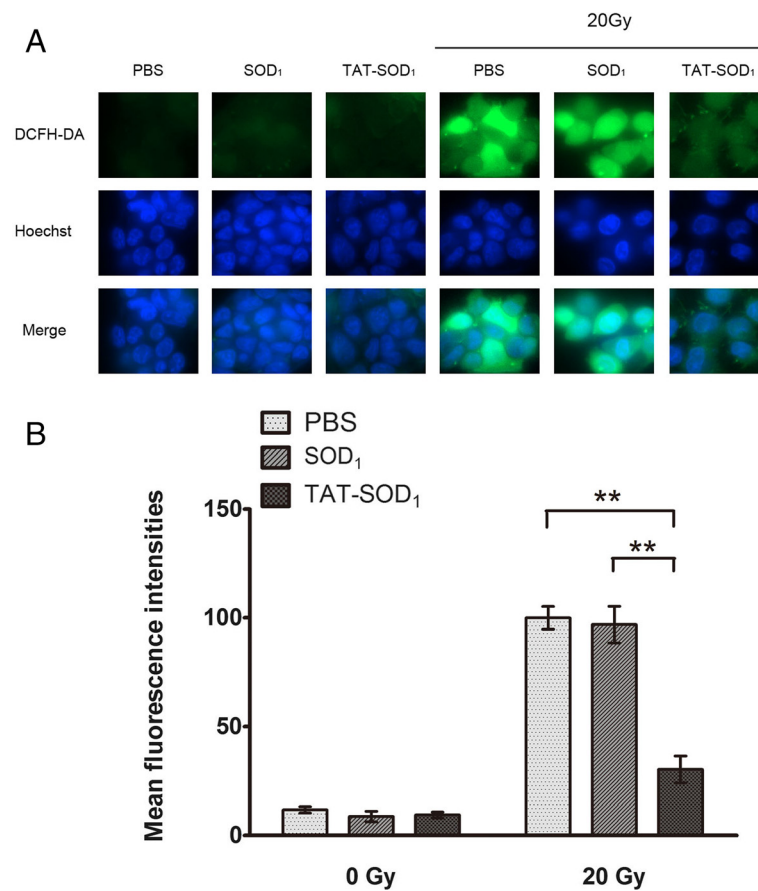 A
20Gy
PBS SOD₁ TAT-SOD₁ PBS SOD₁ TAT-SOD₁
DCFH-DA
Hoechst
Merge
B
PBS
SOD₁
TAT-SOD₁
Mean fluorescence intensities
150
100
50
0
**
**
0 Gy 20 Gy